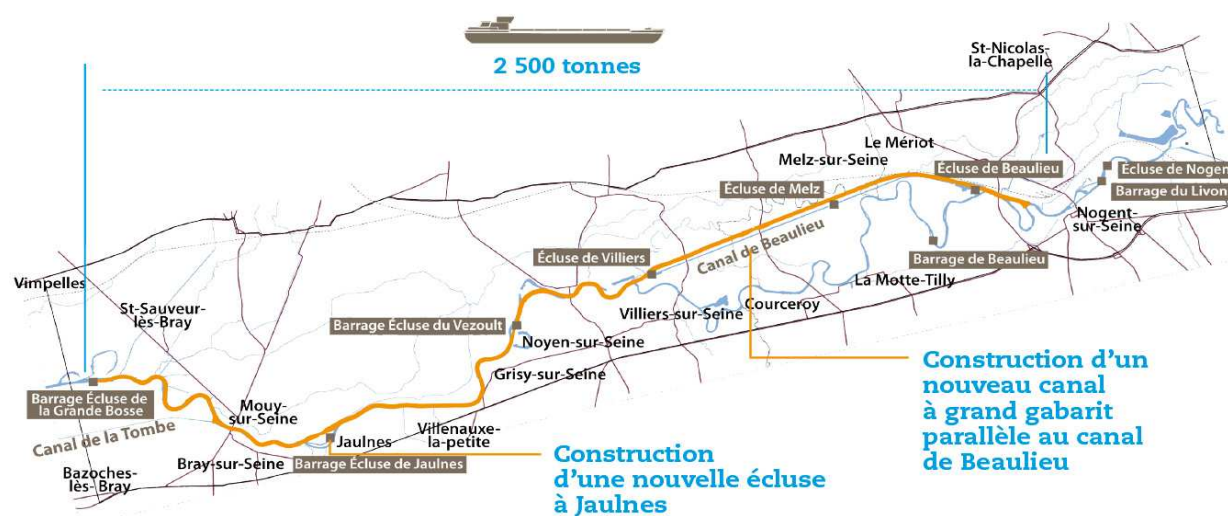 2 500 tonnes
St-Nicolas-
la-Chapelle
Le Mériot
Melz-sur-Seine
Écluse de Beaulieu
Écluse de Nogen
Barrage du Livon
Écluse de Melz
Nogent-
sur-Seine
Canal de Beaulieu
Barrage de Beaulieu
Écluse de Villiers
La Motte-Tilly
Vimpelles
Courceroy
St-Sauveur-
lès-Bray
Villiers-sur-Seine
Barrage Écluse du Vezoult
Noyen-sur-Seine
Grisy-sur-Seine
Barrage Écluse de
la Grande Bosse
Mouy-
sur-Seine
Canal de la Tombe
Villenauxe-
la-petite
Jaulnes
Bray-sur-Seine
Barrage Écluse de Jaulnes
Bazoches-
lès- Bray
Construction
d'une nouvelle écluse
à Jaulnes
Construction d'un
nouveau canal
à grand gabarit
parallèle au canal
de Beaulieu